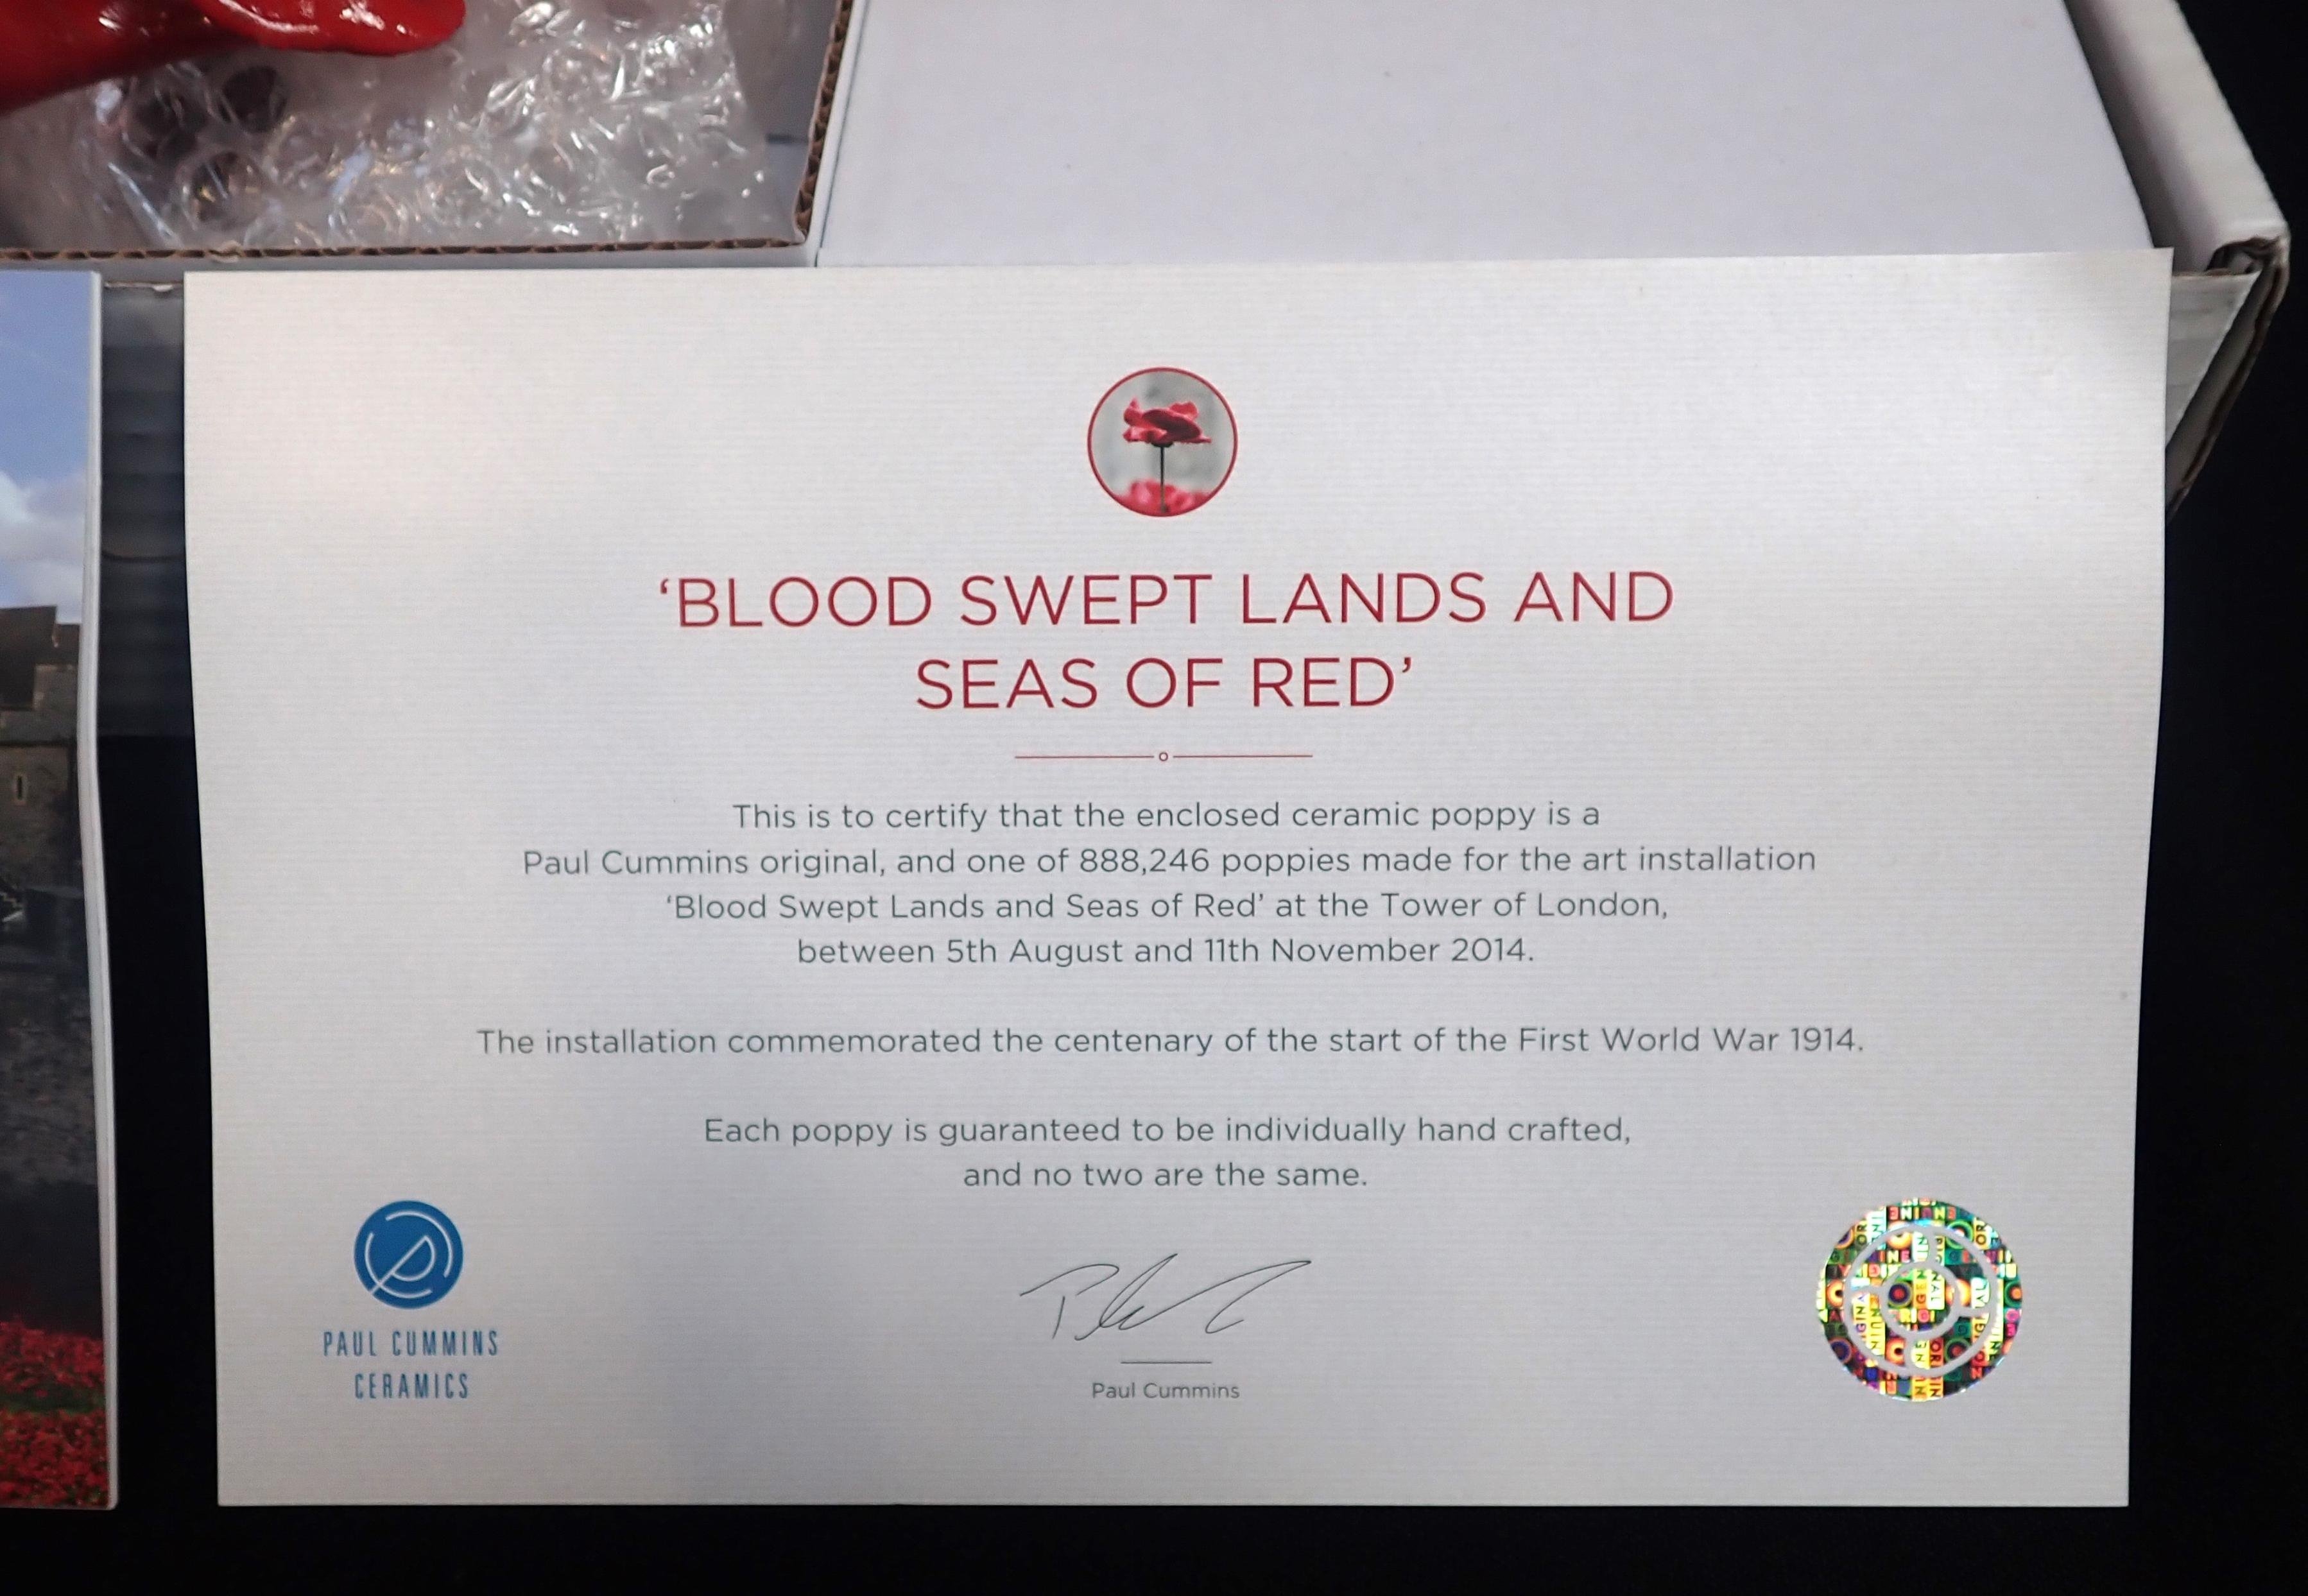 ‘BLOOD SWEPT LANDS AND
SEAS OF RED’
This is to certify that the enclosed ceramic poppy is a
Paul Cummins original, and one of 888,246 poppies made for the art installation
‘Blood Swept Lands and Seas of Red’ at the Tower of London,
between 5th August and 11th November 2014.
The installation commemorated the centenary of the start of the First World War 1914.
Each poppy is guaranteed to be individually hand crafted,
and no two are the same.
PAUL CUMMINS
CERAMICS
Paul Cummins